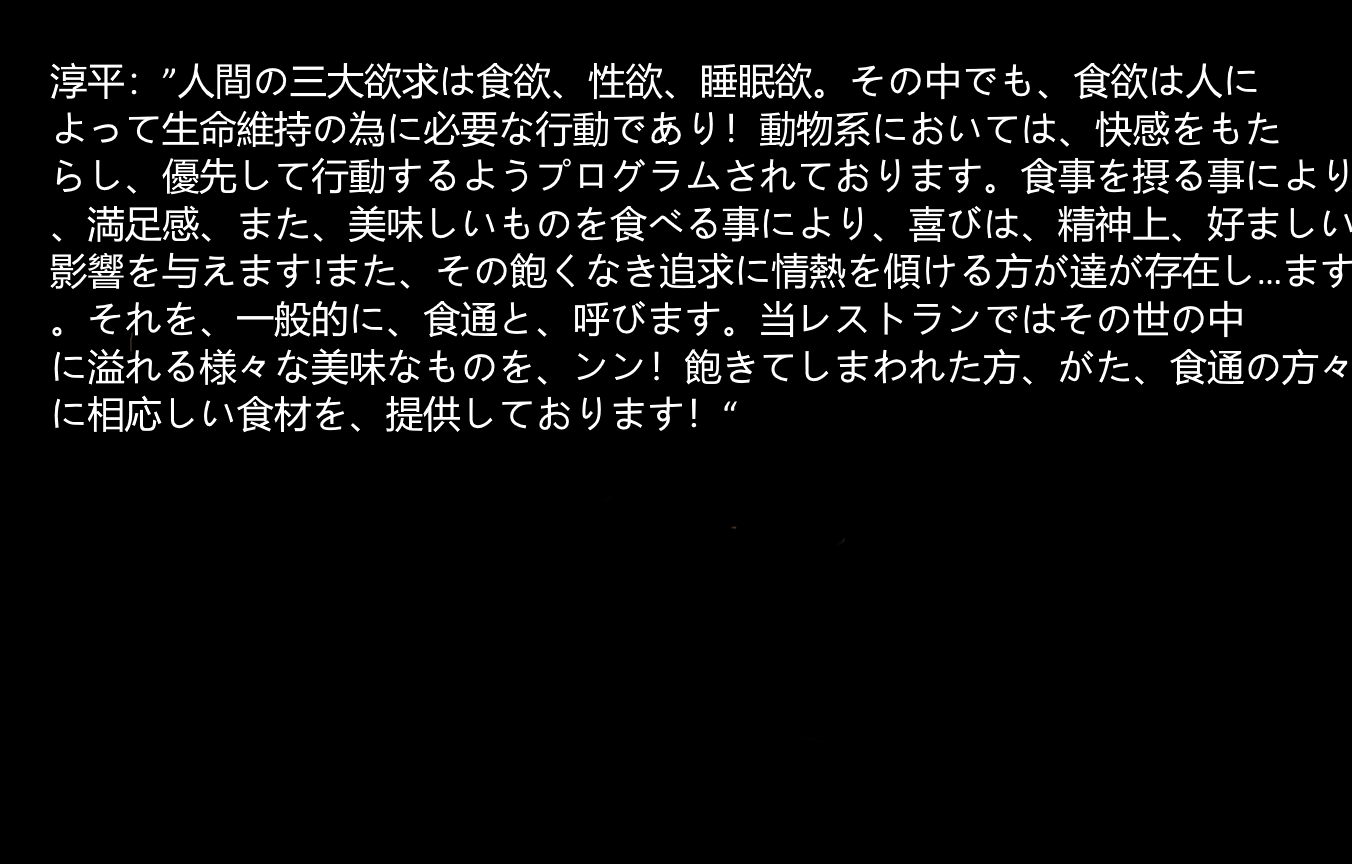 淳平：”人間の三大欲求は食欲、性欲、睡眠欲。その中でも、食欲は人に
よって生命維持の為に必要な行動であり！動物系においては、快感をもた
らし、優先して行動するようプログラムされております。食事を摂る事により
、満足感、また、美味しいものを食べる事により、喜びは、精神上、好ましい
影響を与えます!また、その飽くなき追求に情熱を傾ける方が達が存在し...ます
。それを、一般的に、食通と、呼びます。当レストランではその世の中
に溢れる様々な美味なものを、ンン！飽きてしまわれた方、がた、食通の方々
に相応しい食材を、提供しております！“